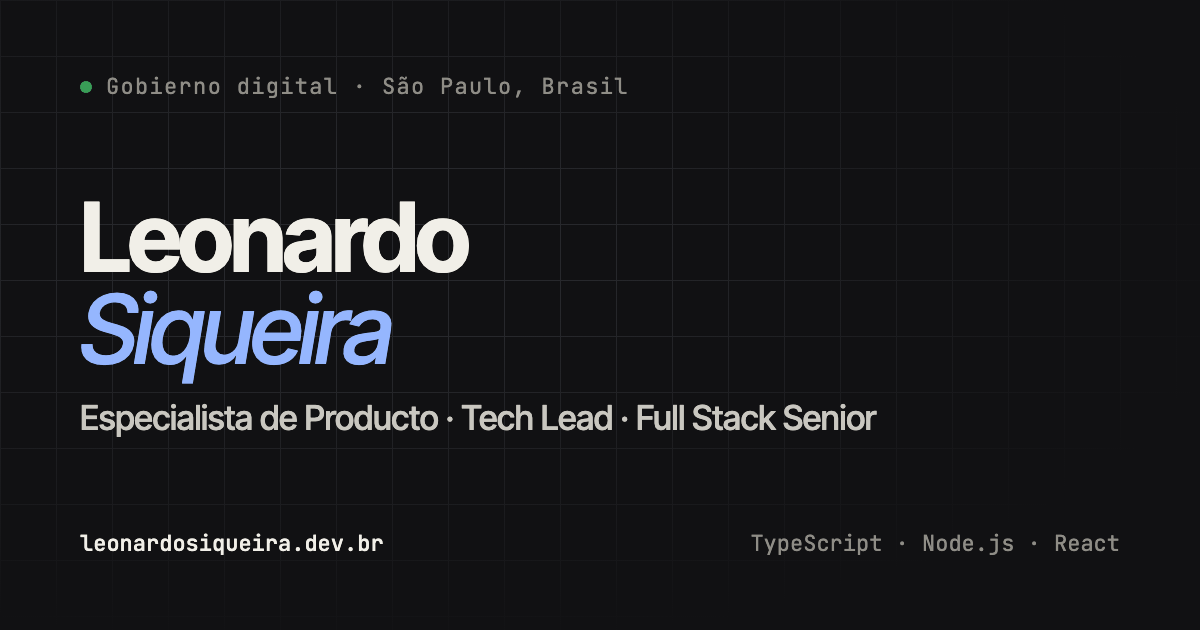 Gobierno digital · São Paulo, Brasil
Leonardo
Siqueira
Especialista de Producto · Tech Lead · Full Stack Senior
leonardosiqueira.dev.br
TypeScript · Node.js · React